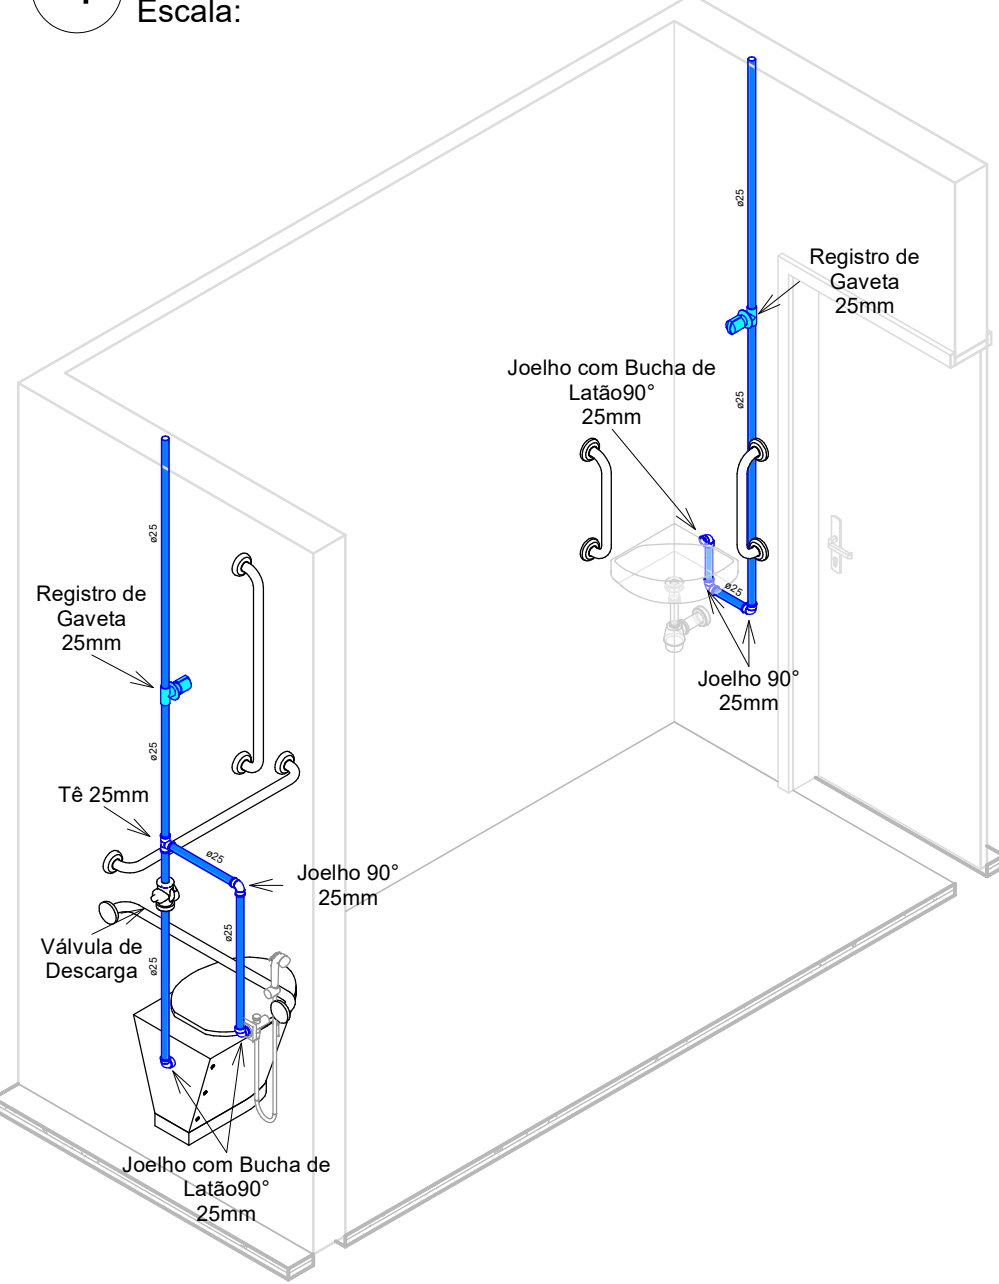 Escala:
ø25
Registro de
Gaveta
25mm
Joelho com Bucha de
Latão90°
25mm
ø25
ø25
ø25
Registro de
Gaveta
25mm
Joelho 90°
25mm
ø25
Tê 25mm
ø25
Joelho 90°
25mm
ø25
Válvula de
Descarga
ø25
Joelho com Bucha de
Latão90°
25mm